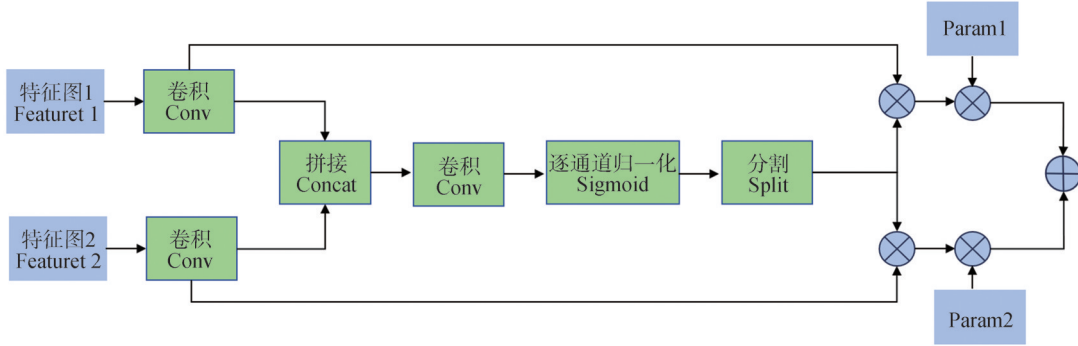 Param1
特征图1
Featuret 1
卷积
Conv
拼接
Concat
卷积
Conv
逐通道归一化
Sigmoid
分割
Split
特征图2
Featuret 2
卷积
Conv
Param2